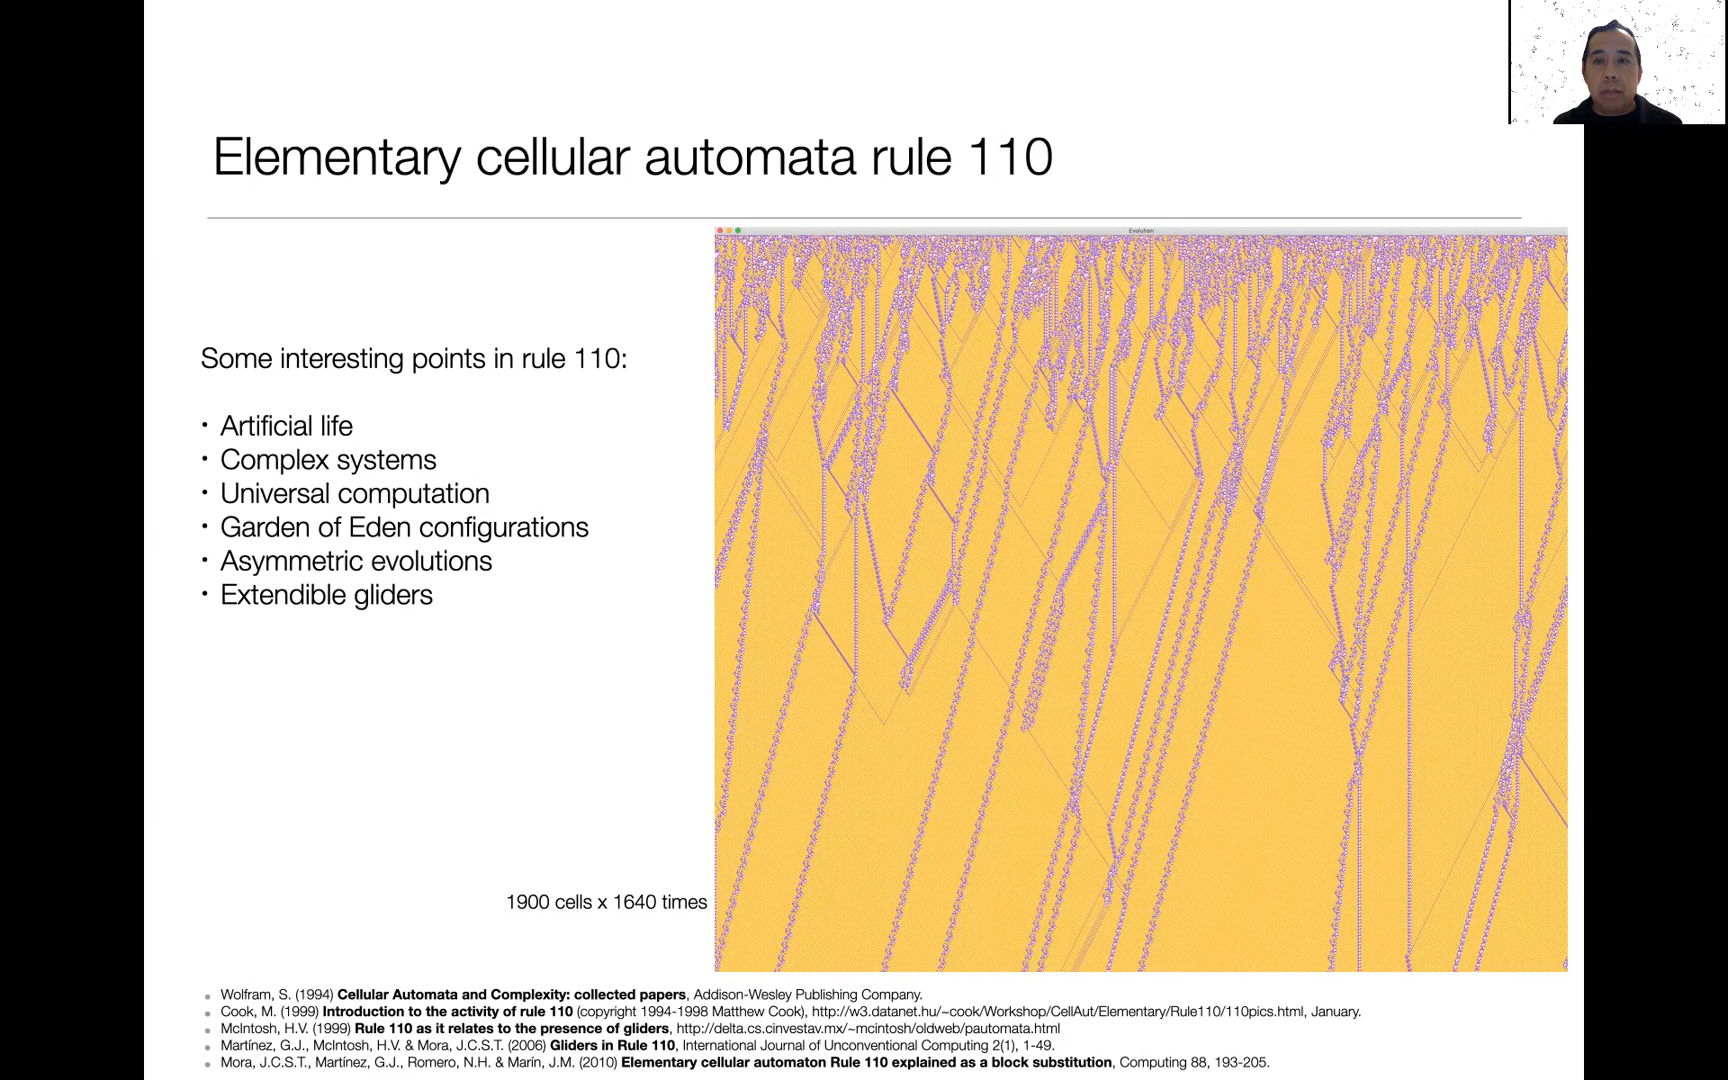 Elementary cellular automata rule 110
Evolution
Some interesting points in rule 110:
• Artificial life
• Complex systems
• Universal computation
• Garden of Eden configurations
• Asymmetric evolutions
• Extendible gliders
1900 cells x 1640 times
• Wolfram, S. (1994) Cellular Automata and Complexity: collected papers, Addison-Wesley Publishing Company.
• Cook, M. (1999) Introduction to the activity of rule 110 (copyright 1994-1998 Matthew Cook), http://w3.datanet.hu/~cook/Workshop/CellAut/Elementary/Rule110/110pics.html, January.
• McIntosh, H.V. (1999) Rule 110 as it relates to the presence of gliders, http://delta.cs.cinvestav.mx/~mcintosh/oldweb/pautomata.html
• Martínez, G.J., McIntosh, H.V. & Mora, J.C.S.T. (2006) Gliders in Rule 110, International Journal of Unconventional Computing 2(1), 1-49.
• Mora, J.C.S.T., Martínez, G.J., Romero, N.H. & Marín, J.M. (2010) Elementary cellular automaton Rule 110 explained as a block substitution, Computing 88, 193-205.